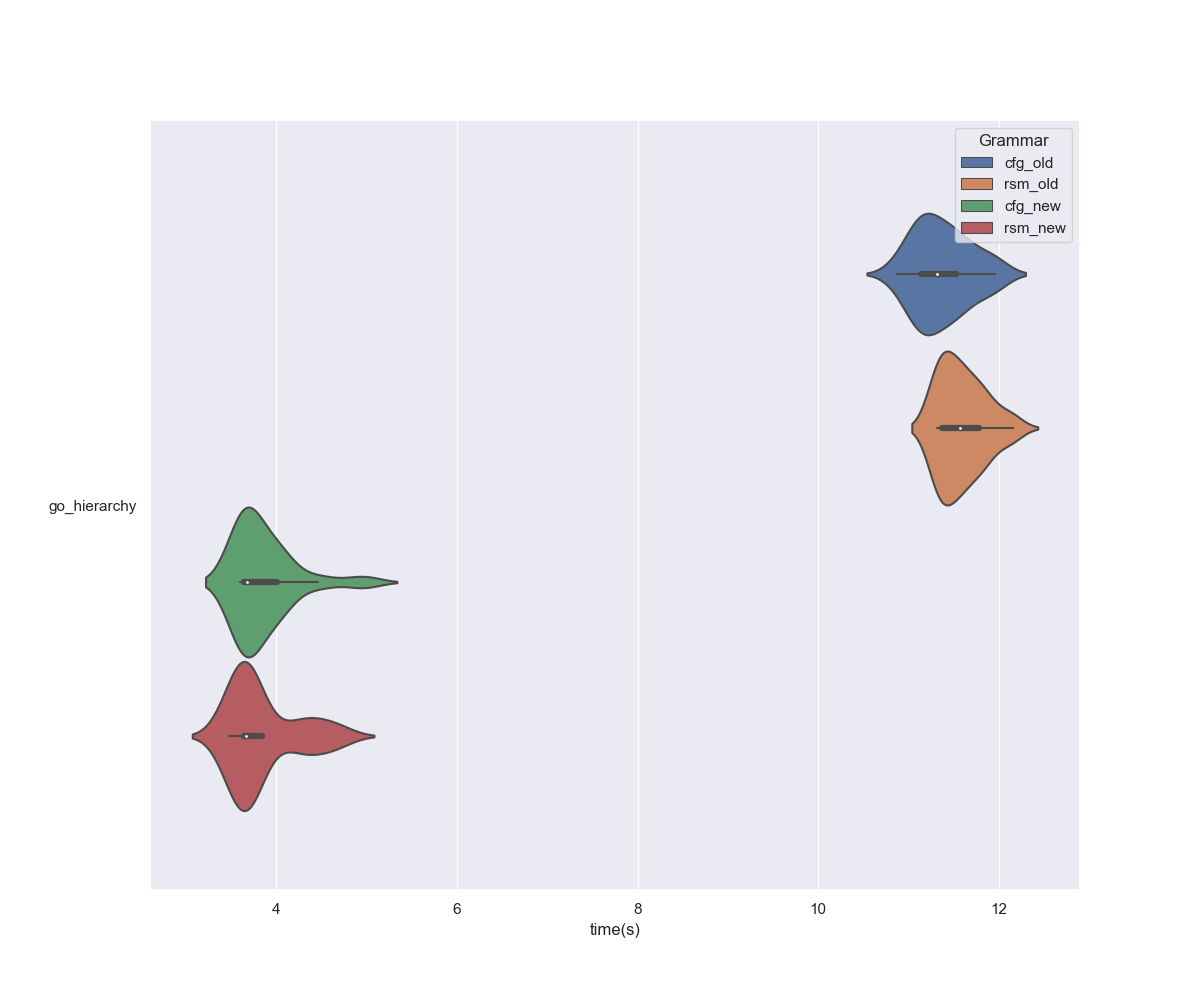 Grammar
cfg_old
rsm_old
cfg_new
rsm_new
go_hierarchy
4 6 8 10 12
time(s)